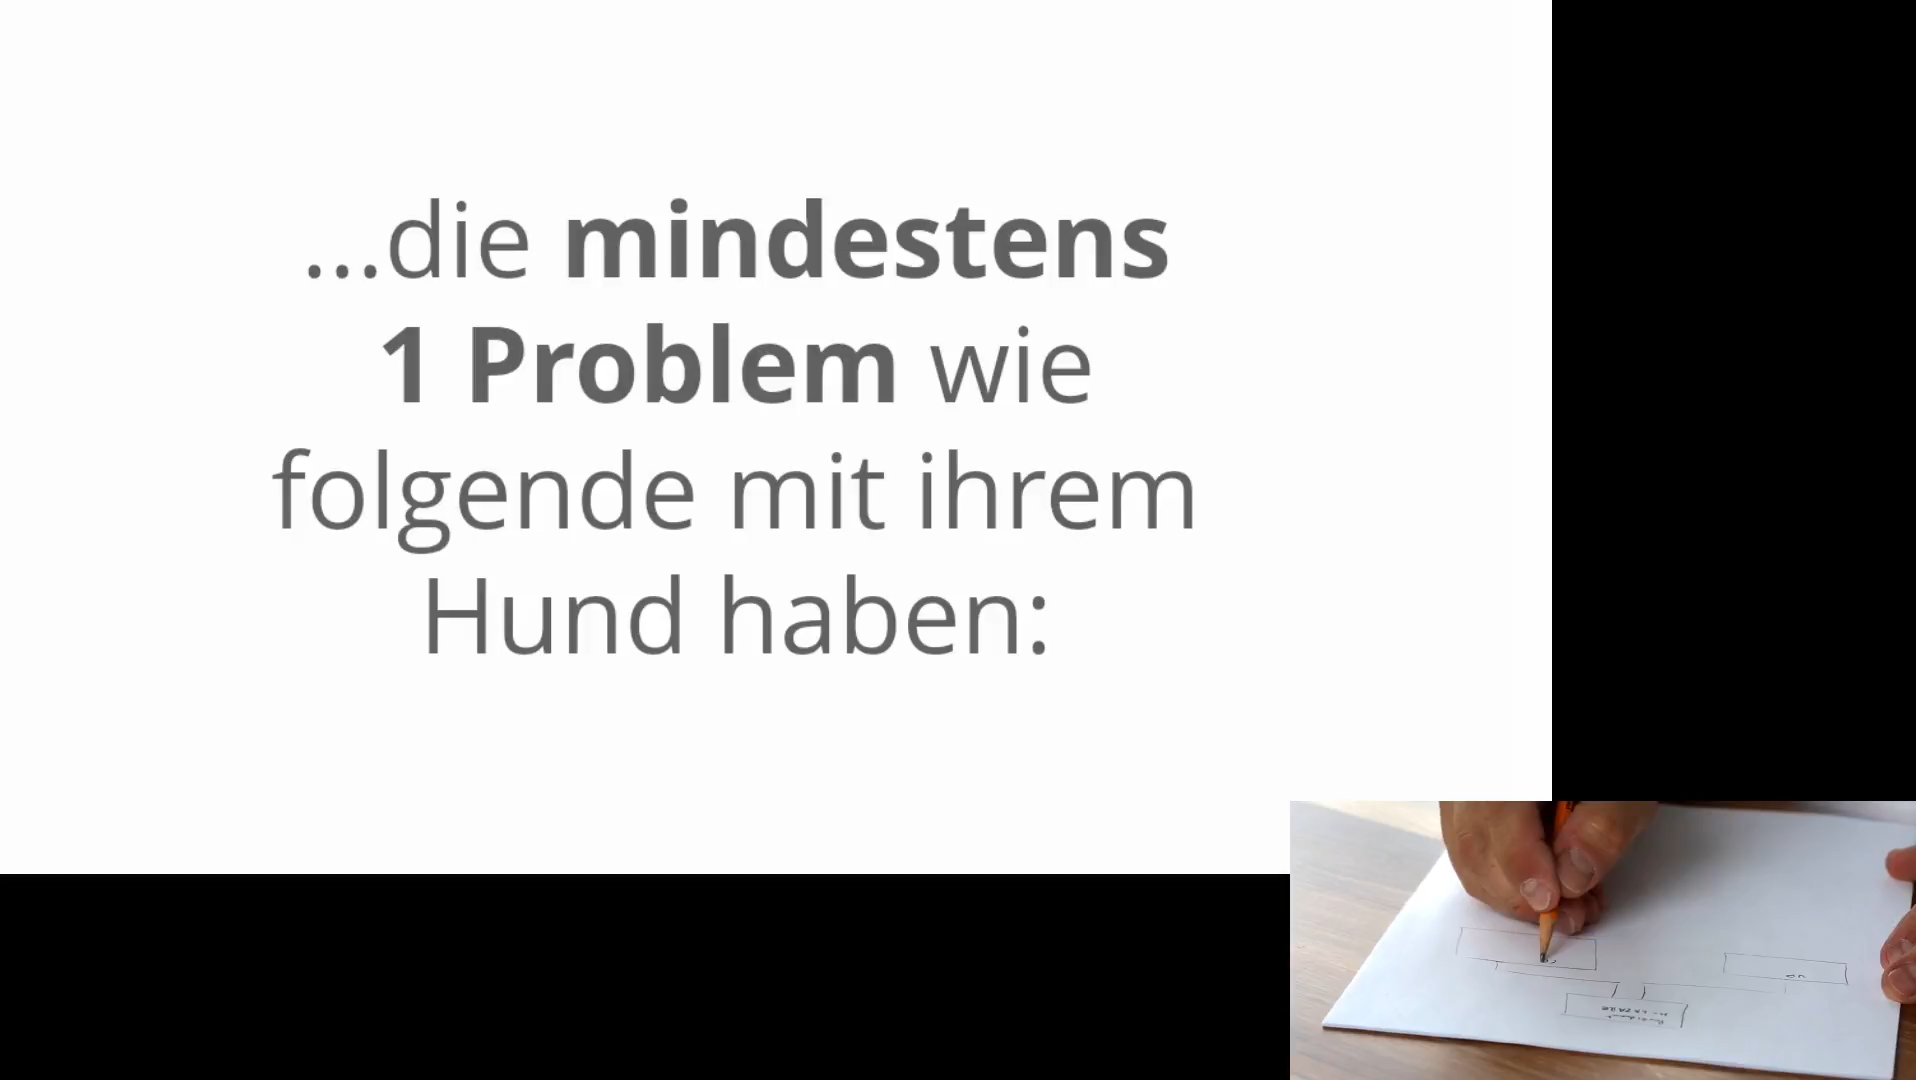 ...die mindestens
1 Problem wie
folgende mit ihrem
Hund haben: